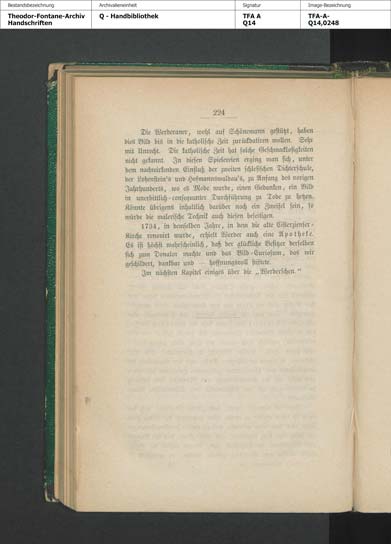 Bestandsbezeichnung
Archivalieneinheit
Signatur
Image-Bezeichnung
Theodor-Fontane-Archiv
Handschriften
Q - Handbibliothek
TFA A
Q14
TFA-A-
Q14,0248
224
Die Werderaner, wohl auf Schönemann gestützt, haben
dies Bild bis in die katholische Zeit zurückdatiren wollen. Sehr
mit Unrecht. Die katholische Zeit hat solche Geschmacklosigkeiten
nicht gekannt. In diesen Spielereien erging man sich, unter
dem nachwirkenden Einfluß der zweiten schlesischen Dichterschule,
der Lohenstein's und Hofmannswaldau's, zu Anfang des vorigen
Jahrhunderts, wo es Mode wurde, einen Gedanken, ein Bild
in unerbittlich-consequenter Durchführung zu Tode zu hetzen.
Könnte übrigens inhaltlich darüber noch ein Zweifel sein, so
würde die malerische Technik auch diesen beseitigen.
1734, in demselben Jahre, in dem die alte Cisterzienser-
Kirche renovirt wurde, erhielt Werder auch eine Apotheke.
Es ist höchst wahrscheinlich, daß der glückliche Besitzer derselben
sich zum Donator machte und das Bild-Curiosum, das wir
geschildert, dankbar und — hoffnungsvoll stiftete.
Im nächsten Kapitel einiges über die „Werderschen."